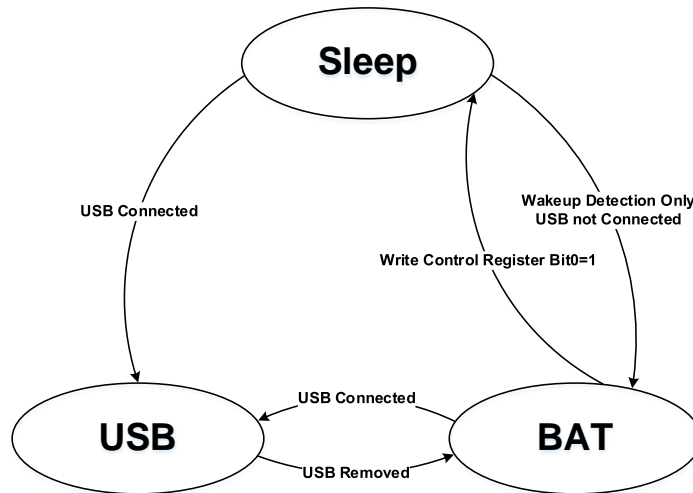 Sleep
USB Connected
Wakeup Detection Only
USB not Connected
Write Control Register Bit0=1
USB Connected
USB
BAT
USB Removed